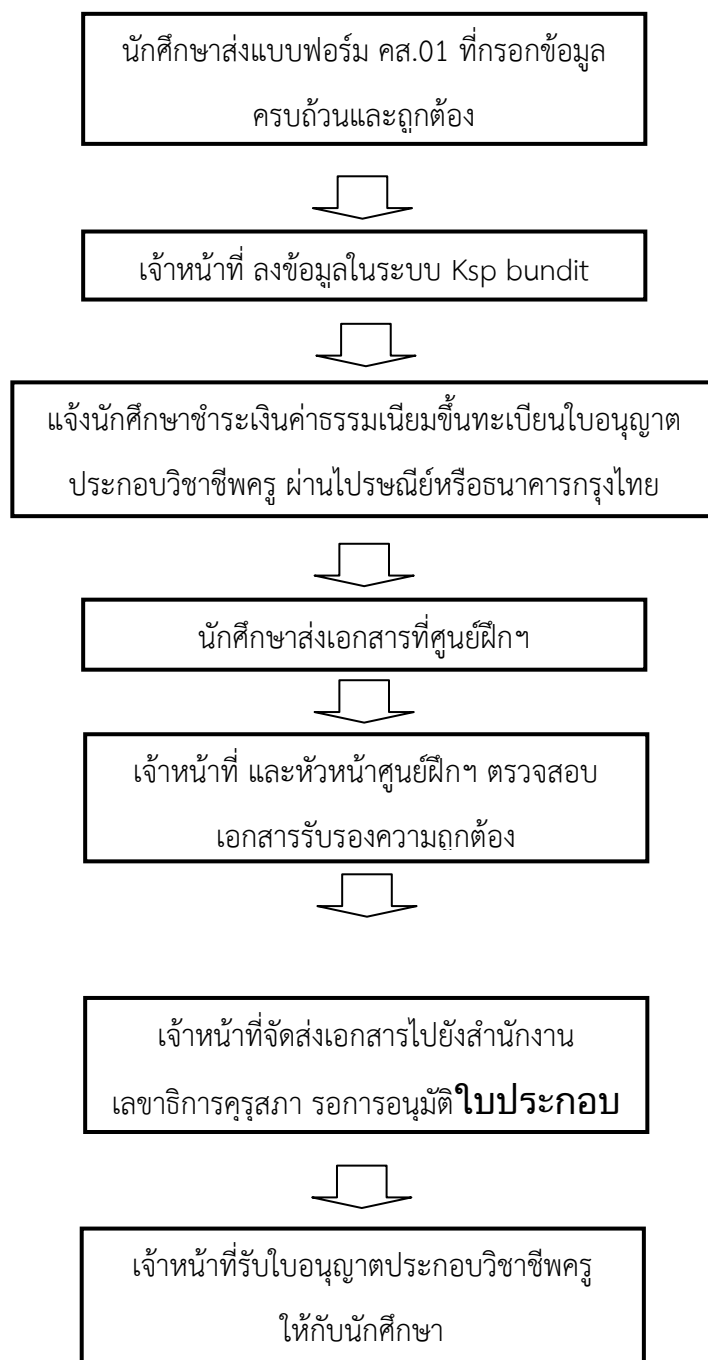 นักศึกษาส่งแบบฟอร์ม คส.01 ที่กรอกข้อมูล
ครบถ้วนและถูกต้อง
เจ้าหน้าที่ ลงข้อมูลในระบบ Ksp bundit
แจ้งนักศึกษาชำระเงินค่าธรรมเนียมขึ้นทะเบียนใบอนุญาต
ประกอบวิชาชีพครู ผ่านไปรษณีย์หรือธนาคารกรุงไทย
นักศึกษาส่งเอกสารที่ศูนย์ฝึกฯ
เจ้าหน้าที่ และหัวหน้าศูนย์ฝึกฯ ตรวจสอบ
เอกสารรับรองความถูกต้อง
เจ้าหน้าที่จัดส่งเอกสารไปยังสำนักงาน
เลขาธิการคุรุสภา รอการอนุมัติใบประกอบ
เจ้าหน้าที่รับใบอนุญาตประกอบวิชาชีพครู
ให้กับนักศึกษา